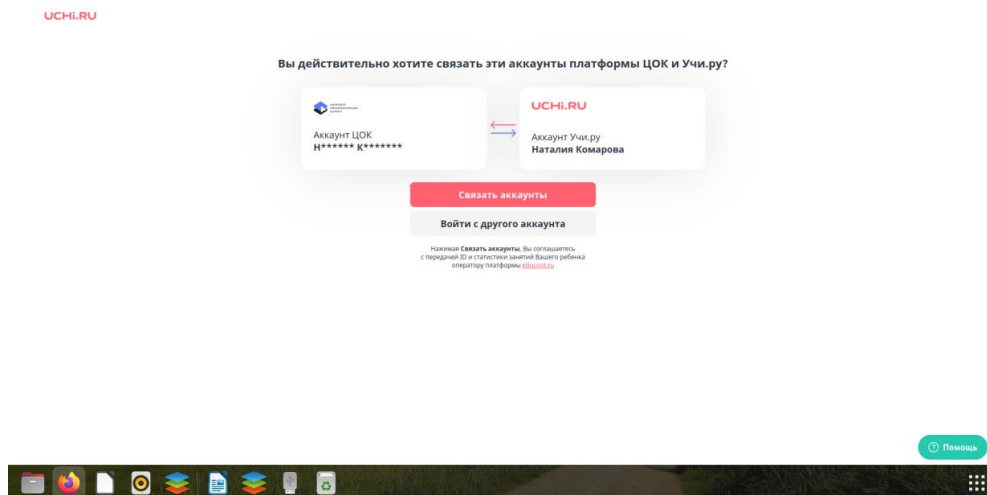 UCHi.RU
Вы действительно хотите связать эти аккаунты платформы ЦОК и Учи.ру?
UCHi.RU
Аккаунт ЦОК
Н****** К*******
Аккаунт Учи.ру
Наталия Комарова
Связать аккаунты
Войти с другого аккаунта
Нажимая Связать аккаунты, Вы соглашаетесь
с передачей ID и статистики занятий Вашего ребенка
оператору платформы educont.ru
Помощь